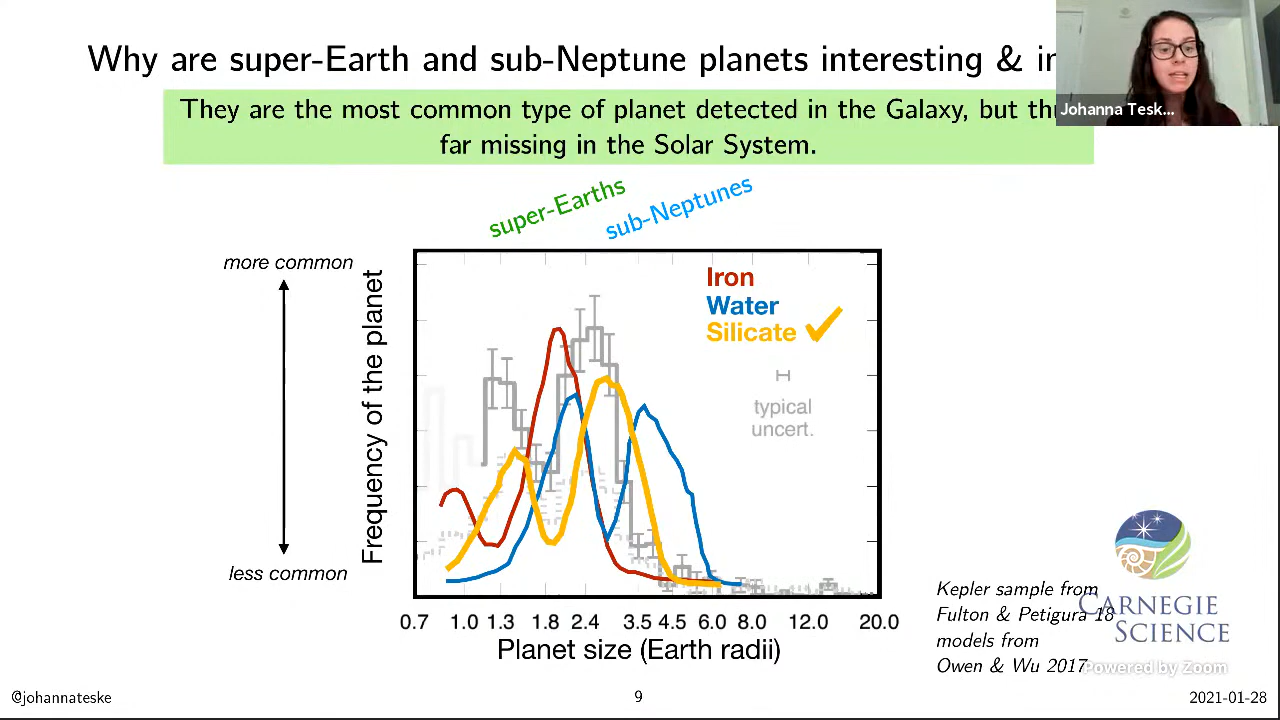 Why are super-Earth and sub-Neptune planets interesting &
They are the most common type of planet detected in the Galaxy, but
far missing in the Solar System.
Johanna Tesk...
super-Earths
sub-Neptunes
more common
less common
Frequency of the planet
Iron
Water
Silicate
typical
uncert.
0.7 1.0 1.3 1.8 2.4 3.5 4.5 6.0 8.0 12.0 20.0
Planet size (Earth radii)
Kepler sample from
Fulton & Petigura 18
models from
Owen & Wu 2017
CARNEGIE
SCIENCE
Powered by Zoom
@johannateske
9
2021-01-28